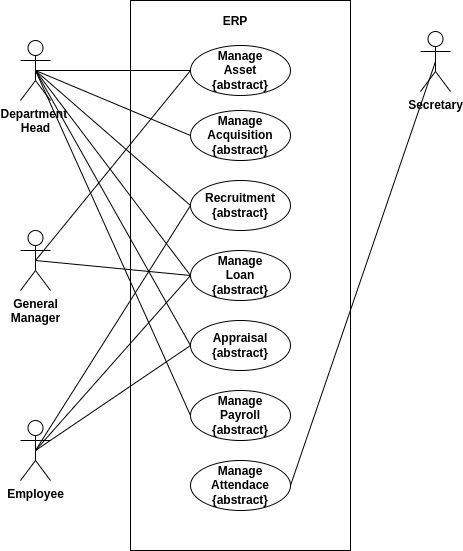 ERP
Department
Head
General
Manager
Employee
Manage
Asset
{abstract}
Manage
Acquisition
{abstract}
Recruitment
{abstract}
Manage
Loan
{abstract}
Appraisal
{abstract}
Manage
Payroll
{abstract}
Manage
Attendace
{abstract}
Secretary